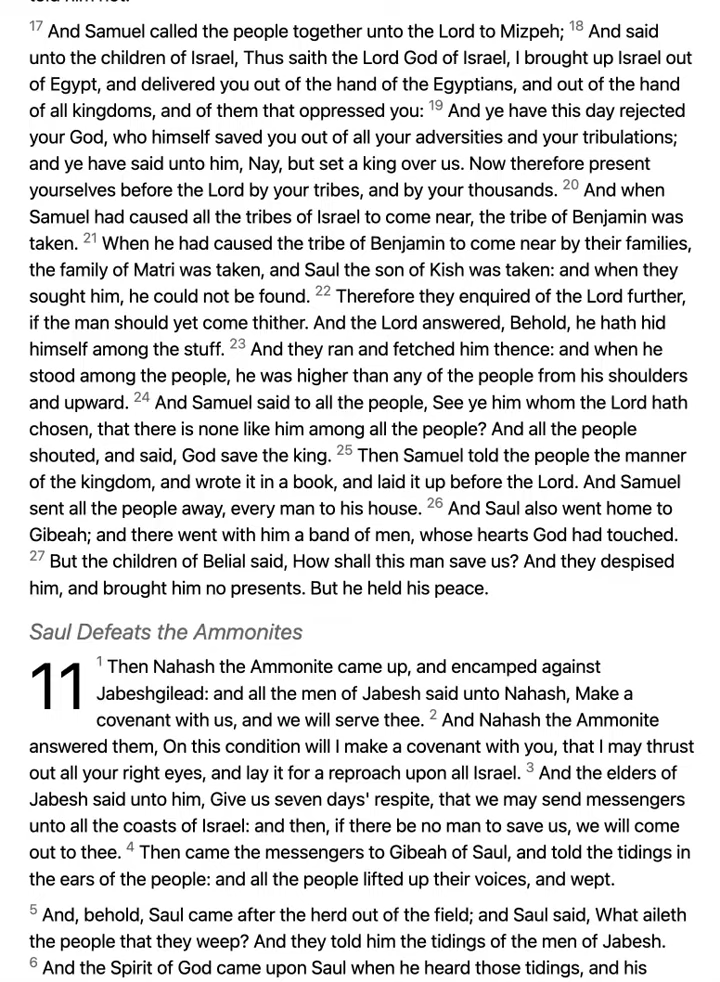 told him not.
17 And Samuel called the people together unto the Lord to Mizpeh; 18 And said
unto the children of Israel, Thus saith the Lord God of Israel, I brought up Israel out
of Egypt, and delivered you out of the hand of the Egyptians, and out of the hand
of all kingdoms, and of them that oppressed you: 19 And ye have this day rejected
your God, who himself saved you out of all your adversities and your tribulations;
and ye have said unto him, Nay, but set a king over us. Now therefore present
yourselves before the Lord by your tribes, and by your thousands. 20 And when
Samuel had caused all the tribes of Israel to come near, the tribe of Benjamin was
taken. 21 When he had caused the tribe of Benjamin to come near by their families,
the family of Matri was taken, and Saul the son of Kish was taken: and when they
sought him, he could not be found. 22 Therefore they enquired of the Lord further,
if the man should yet come thither. And the Lord answered, Behold, he hath hid
himself among the stuff. 23 And they ran and fetched him thence: and when he
stood among the people, he was higher than any of the people from his shoulders
and upward. 24 And Samuel said to all the people, See ye him whom the Lord hath
chosen, that there is none like him among all the people? And all the people
shouted, and said, God save the king. 25 Then Samuel told the people the manner
of the kingdom, and wrote it in a book, and laid it up before the Lord. And Samuel
sent all the people away, every man to his house. 26 And Saul also went home to
Gibeah; and there went with him a band of men, whose hearts God had touched.
27 But the children of Belial said, How shall this man save us? And they despised
him, and brought him no presents. But he held his peace.
Saul Defeats the Ammonites
11 1 Then Nahash the Ammonite came up, and encamped against
Jabeshgilead: and all the men of Jabesh said unto Nahash, Make a
covenant with us, and we will serve thee. 2 And Nahash the Ammonite
answered them, On this condition will I make a covenant with you, that I may thrust
out all your right eyes, and lay it for a reproach upon all Israel. 3 And the elders of
Jabesh said unto him, Give us seven days' respite, that we may send messengers
unto all the coasts of Israel: and then, if there be no man to save us, we will come
out to thee. 4 Then came the messengers to Gibeah of Saul, and told the tidings in
the ears of the people: and all the people lifted up their voices, and wept.
5 And, behold, Saul came after the herd out of the field; and Saul said, What aileth
the people that they weep? And they told him the tidings of the men of Jabesh.
6 And the Spirit of God came upon Saul when he heard those tidings, and his